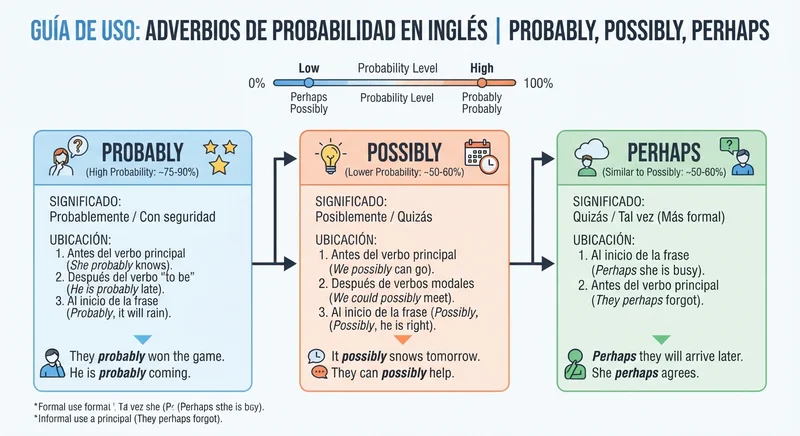 GUÍA DE USO: ADVERBIOS DE PROBABILIDAD EN INGLÉS | PROBABLY, POSSIBLY, PERHAPS
Low Probability Level High
0% 100%
Perhaps Probability Level Probably
Possibly Probably
PROBABLY
(High Probability: ~75-90%)
SIGNIFICADO:
Probablemente / Con seguridad
UBICACIÓN:
1. Antes del verbo principal
(She probably knows).
2. Después del verbo "to be"
(He is probably late).
3. Al inicio de la frase
(Probably, it will rain).
They probably won the game.
He is probably coming.
POSSIBLY
(Lower Probability: ~50-60%)
SIGNIFICADO:
Posiblemente / Quizás
UBICACIÓN:
1. Antes del verbo principal
(We possibly can go).
2. Después de verbos modales
(We could possibly meet).
3. Al inicio de la frase (Possibly,
(Possibly, he is right).
It possibly snows tomorrow.
They can possibly help.
PERHAPS
(Similar to Possibly: ~50-60%)
SIGNIFICADO:
Quizás / Tal vez (Más formal)
UBICACIÓN:
1. Al inicio de la frase
(Perhaps she is busy).
2. Antes del verbo principal
(They perhaps forgot).
Perhaps they will arrive later.
She perhaps agrees.
*Formal use formal Ta vez she (Perhaps
*Informal use a principal (They perhaps forgot).